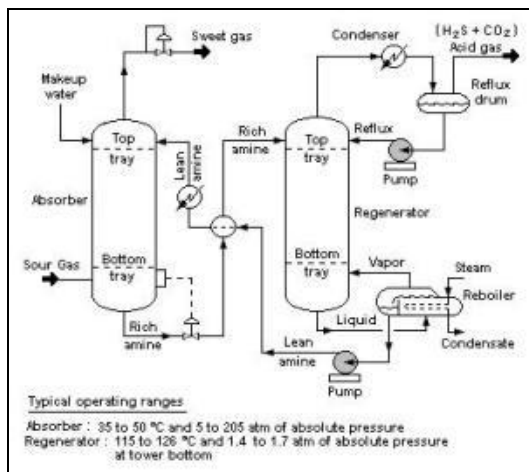 Sweet gas
Makeup
water
Top
tray
Absorber
Bottom
tray
Sour Gas
Rich
amine
Lean
amine
Rich
amine
Condenser
(H₂S + CO₂)
Acid gas
Reflux
drum
Reflux
Pump
Top
tray
Regenerator
Bottom
tray
Vapor
Steam
Reboiler
Liquid
Condensate
Lean
amine
Pump
Typical operating ranges
Absorber : 35 to 50 °C and 5 to 205 atm of absolute pressure
Regenerator : 115 to 126 °C and 1.4 to 1.7 atm of absolute pressure
at tower bottom